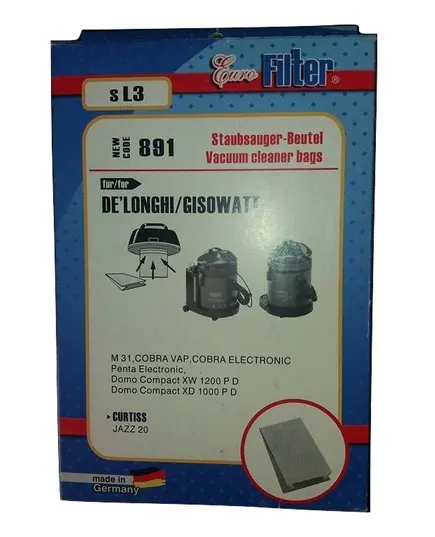 Euro Filter®
s L3
NEW CODE 891
Staubsauger-Beutel
Vacuum cleaner bags
für/for
DE'LONGHI/GISOWATT
M 31,COBRA VAP,COBRA ELECTRONIC
Penta Electronic,
Domo Compact XW 1200 P D
Domo Compact XD 1000 P D
CURTISS
JAZZ 20
made in
Germany